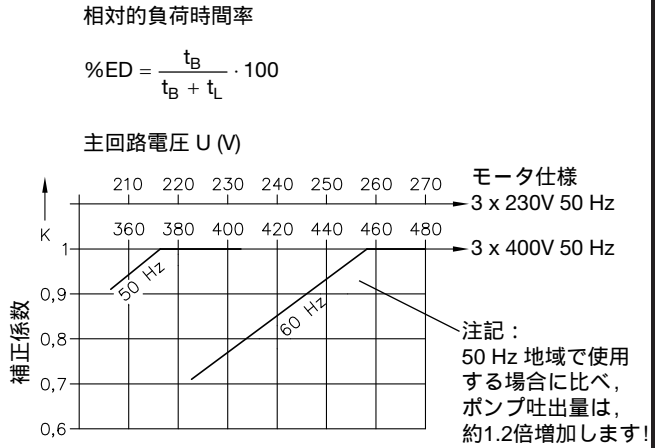 相対的負荷時間率
%ED = tB / (tB + tL) · 100
主回路電圧 U (V)
210 220 230 240 250 260 270
モータ仕様
3 x 230V 50 Hz
K
360 380 400 420 440 460 480
1
3 x 400V 50 Hz
50 Hz
0,9
補正係数
60 Hz
0,8
0,7
0,6
注記：
50 Hz 地域で使用
する場合に比べ，
ポンプ吐出量は，
約1.2倍増加します!